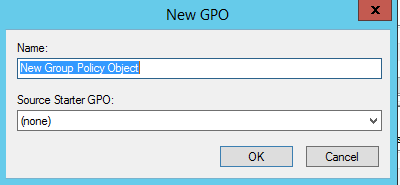 New GPO
x
Name:
New Group Policy Object
Source Starter GPO:
(none)
OK
Cancel